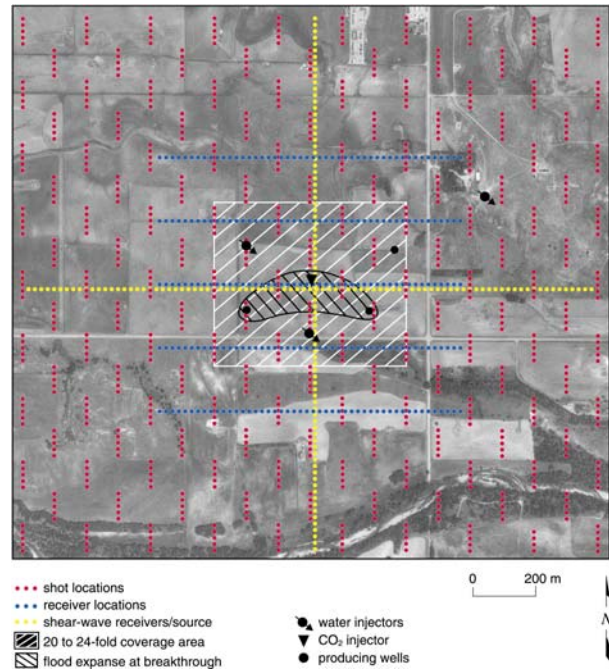 shot locations
receiver locations
shear-wave receivers/source
20 to 24-fold coverage area
flood expanse at breakthrough
water injectors
CO₂ injector
producing wells
0 200 m
N